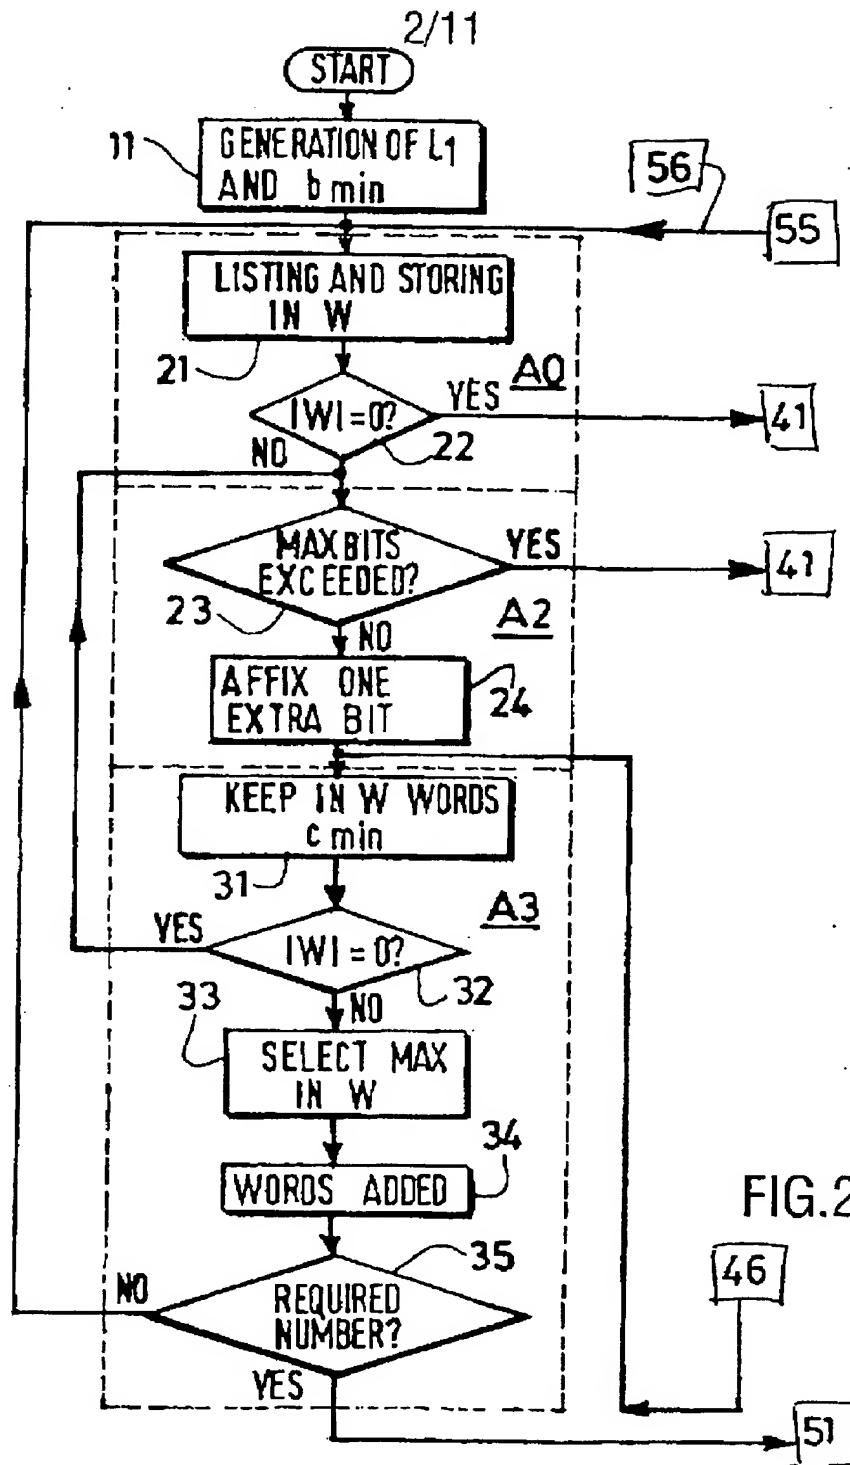 2/11
START
11
GENERATION OF L1
AND b min
56
55
LISTING AND STORING
IN W
21
A0
|W| = 0?
YES
41
22
NO
MAX BITS
EXCEEDED?
YES
41
23
A2
NO
AFFIX ONE
EXTRA BIT
24
KEEP IN W WORDS
c min
31
A3
YES
|W| = 0?
32
33
NO
SELECT MAX
IN W
34
WORDS ADDED
FIG.2
35
46
NO
REQUIRED
NUMBER?
YES
51